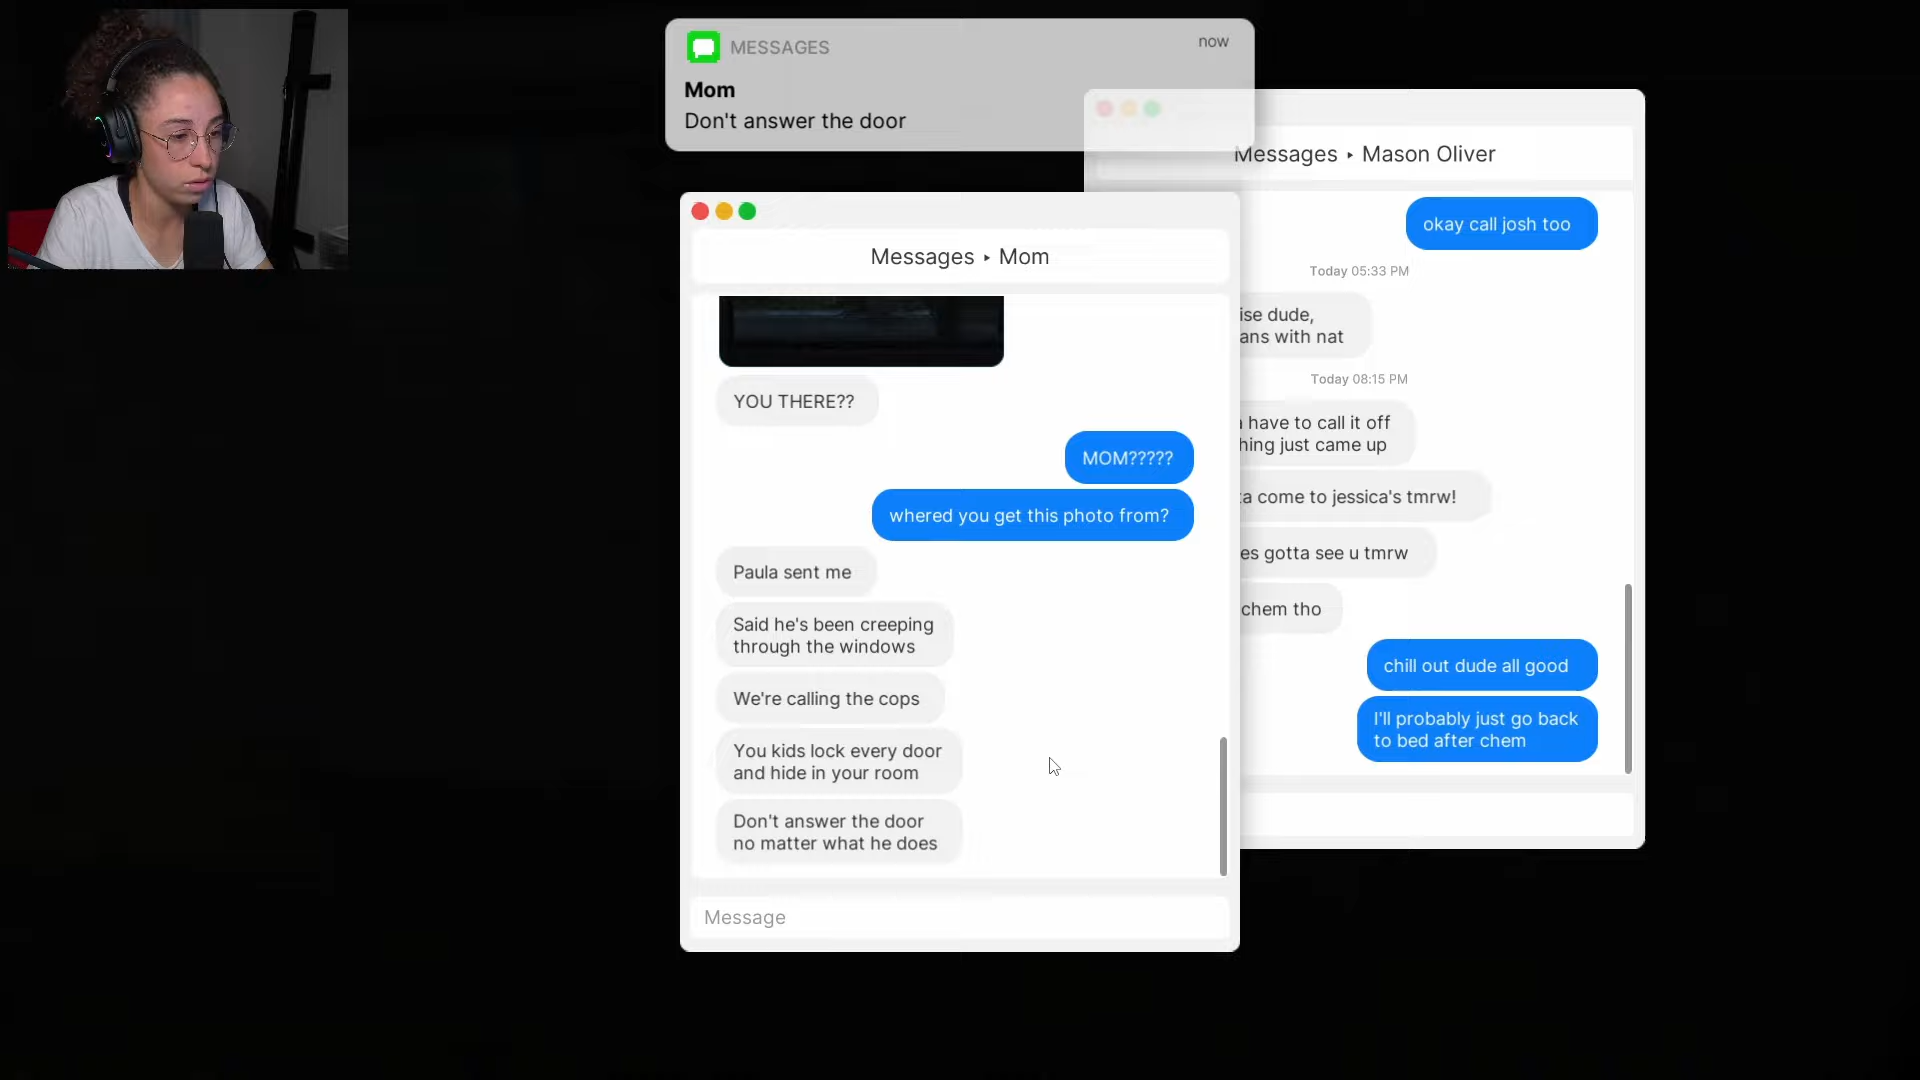 MESSAGES
now
Mom
Don't answer the door
Messages ‣ Mom
YOU THERE??
MOM?????
whered you get this photo from?
Paula sent me
Said he's been creeping
through the windows
We're calling the cops
You kids lock every door
and hide in your room
Don't answer the door
no matter what he does
Message
Messages ‣ Mason Oliver
okay call josh too
Today 05:33 PM
dude,
with nat
Today 08:15 PM
have to call it off
just came up
come to jessica's tmrw!
gotta see u tmrw
chem tho
chill out dude all good
I'll probably just go back
to bed after chem